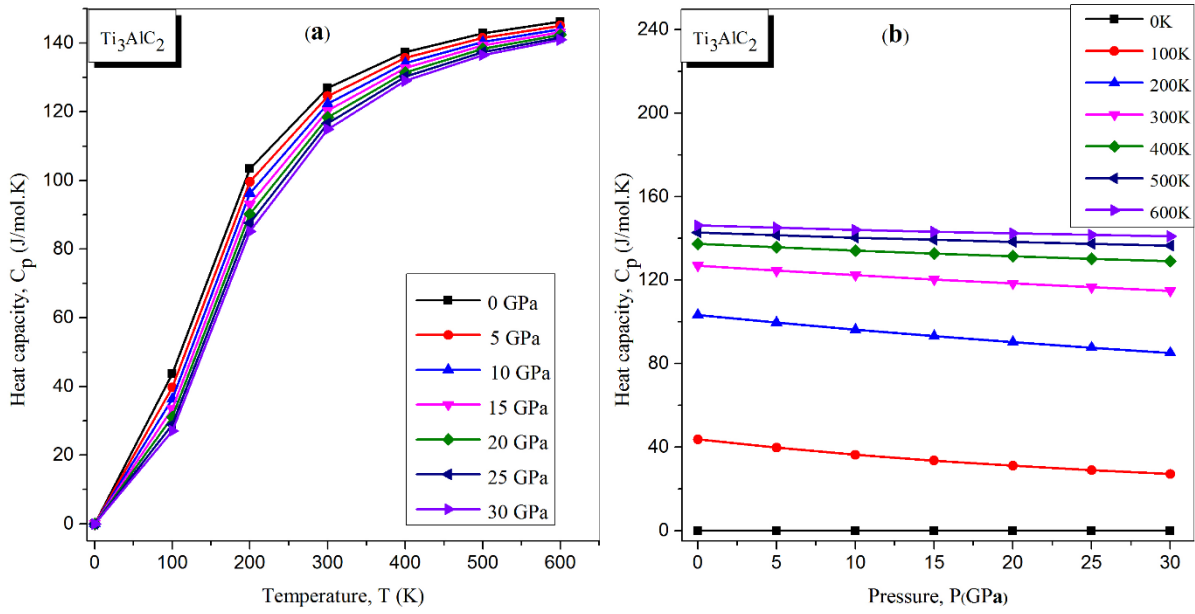 Ti3AlC2
(a)
Heat capacity, Cp (J/mol.K)
140
120
100
80
60
40
20
0
0 GPa
5 GPa
10 GPa
15 GPa
20 GPa
25 GPa
30 GPa
0 100 200 300 400 500 600
Temperature, T (K)
Ti3AlC2
(b)
0K
100K
200K
300K
400K
500K
600K
Heat capacity, Cp (J/mol.K)
240
200
160
120
80
40
0
0 5 10 15 20 25 30
Pressure, P(GPa)